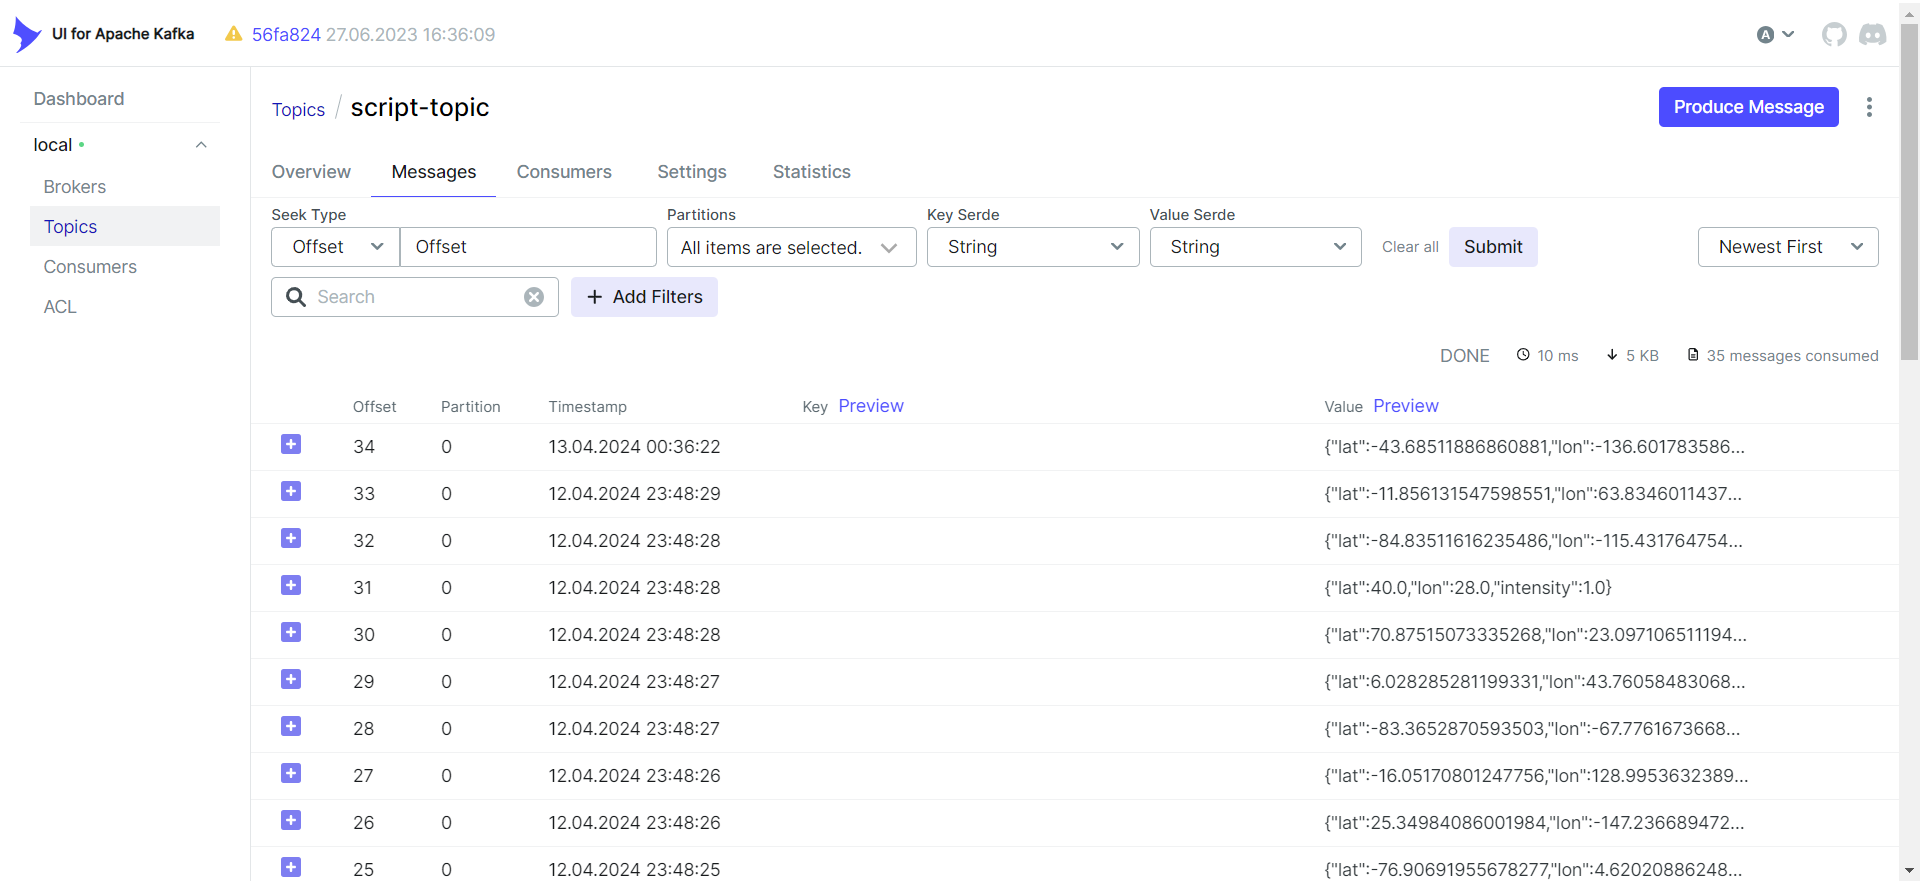 UI for Apache Kafka 56fa824 27.06.2023 16:36:09 A
Dashboard
local
Brokers
Topics
Consumers
ACL
Topics / script-topic
Produce Message
Overview Messages Consumers Settings Statistics
Seek Type Partitions Key Serde Value Serde
Offset Offset All items are selected. String String Clear all Submit Newest First
Search + Add Filters
DONE 10 ms 5 KB 35 messages consumed
Offset Partition Timestamp Key Preview Value Preview
34 0 13.04.2024 00:36:22 {"lat":-43.68511886860881,"lon":-136.601783586...
33 0 12.04.2024 23:48:29 {"lat":-11.856131547598551,"lon":63.8346011437...
32 0 12.04.2024 23:48:28 {"lat":-84.83511616235486,"lon":-115.431764754...
31 0 12.04.2024 23:48:28 {"lat":40.0,"lon":28.0,"intensity":1.0}
30 0 12.04.2024 23:48:28 {"lat":70.87515073335268,"lon":23.097106511194...
29 0 12.04.2024 23:48:27 {"lat":6.028285281199331,"lon":43.76058483068...
28 0 12.04.2024 23:48:27 {"lat":-83.3652870593503,"lon":-67.7761673668...
27 0 12.04.2024 23:48:26 {"lat":-16.05170801247756,"lon":128.9953632389...
26 0 12.04.2024 23:48:26 {"lat":25.34984086001984,"lon":-147.236689472...
25 0 12.04.2024 23:48:25 {"lat":-76.90691955678277,"lon":4.62020886248...